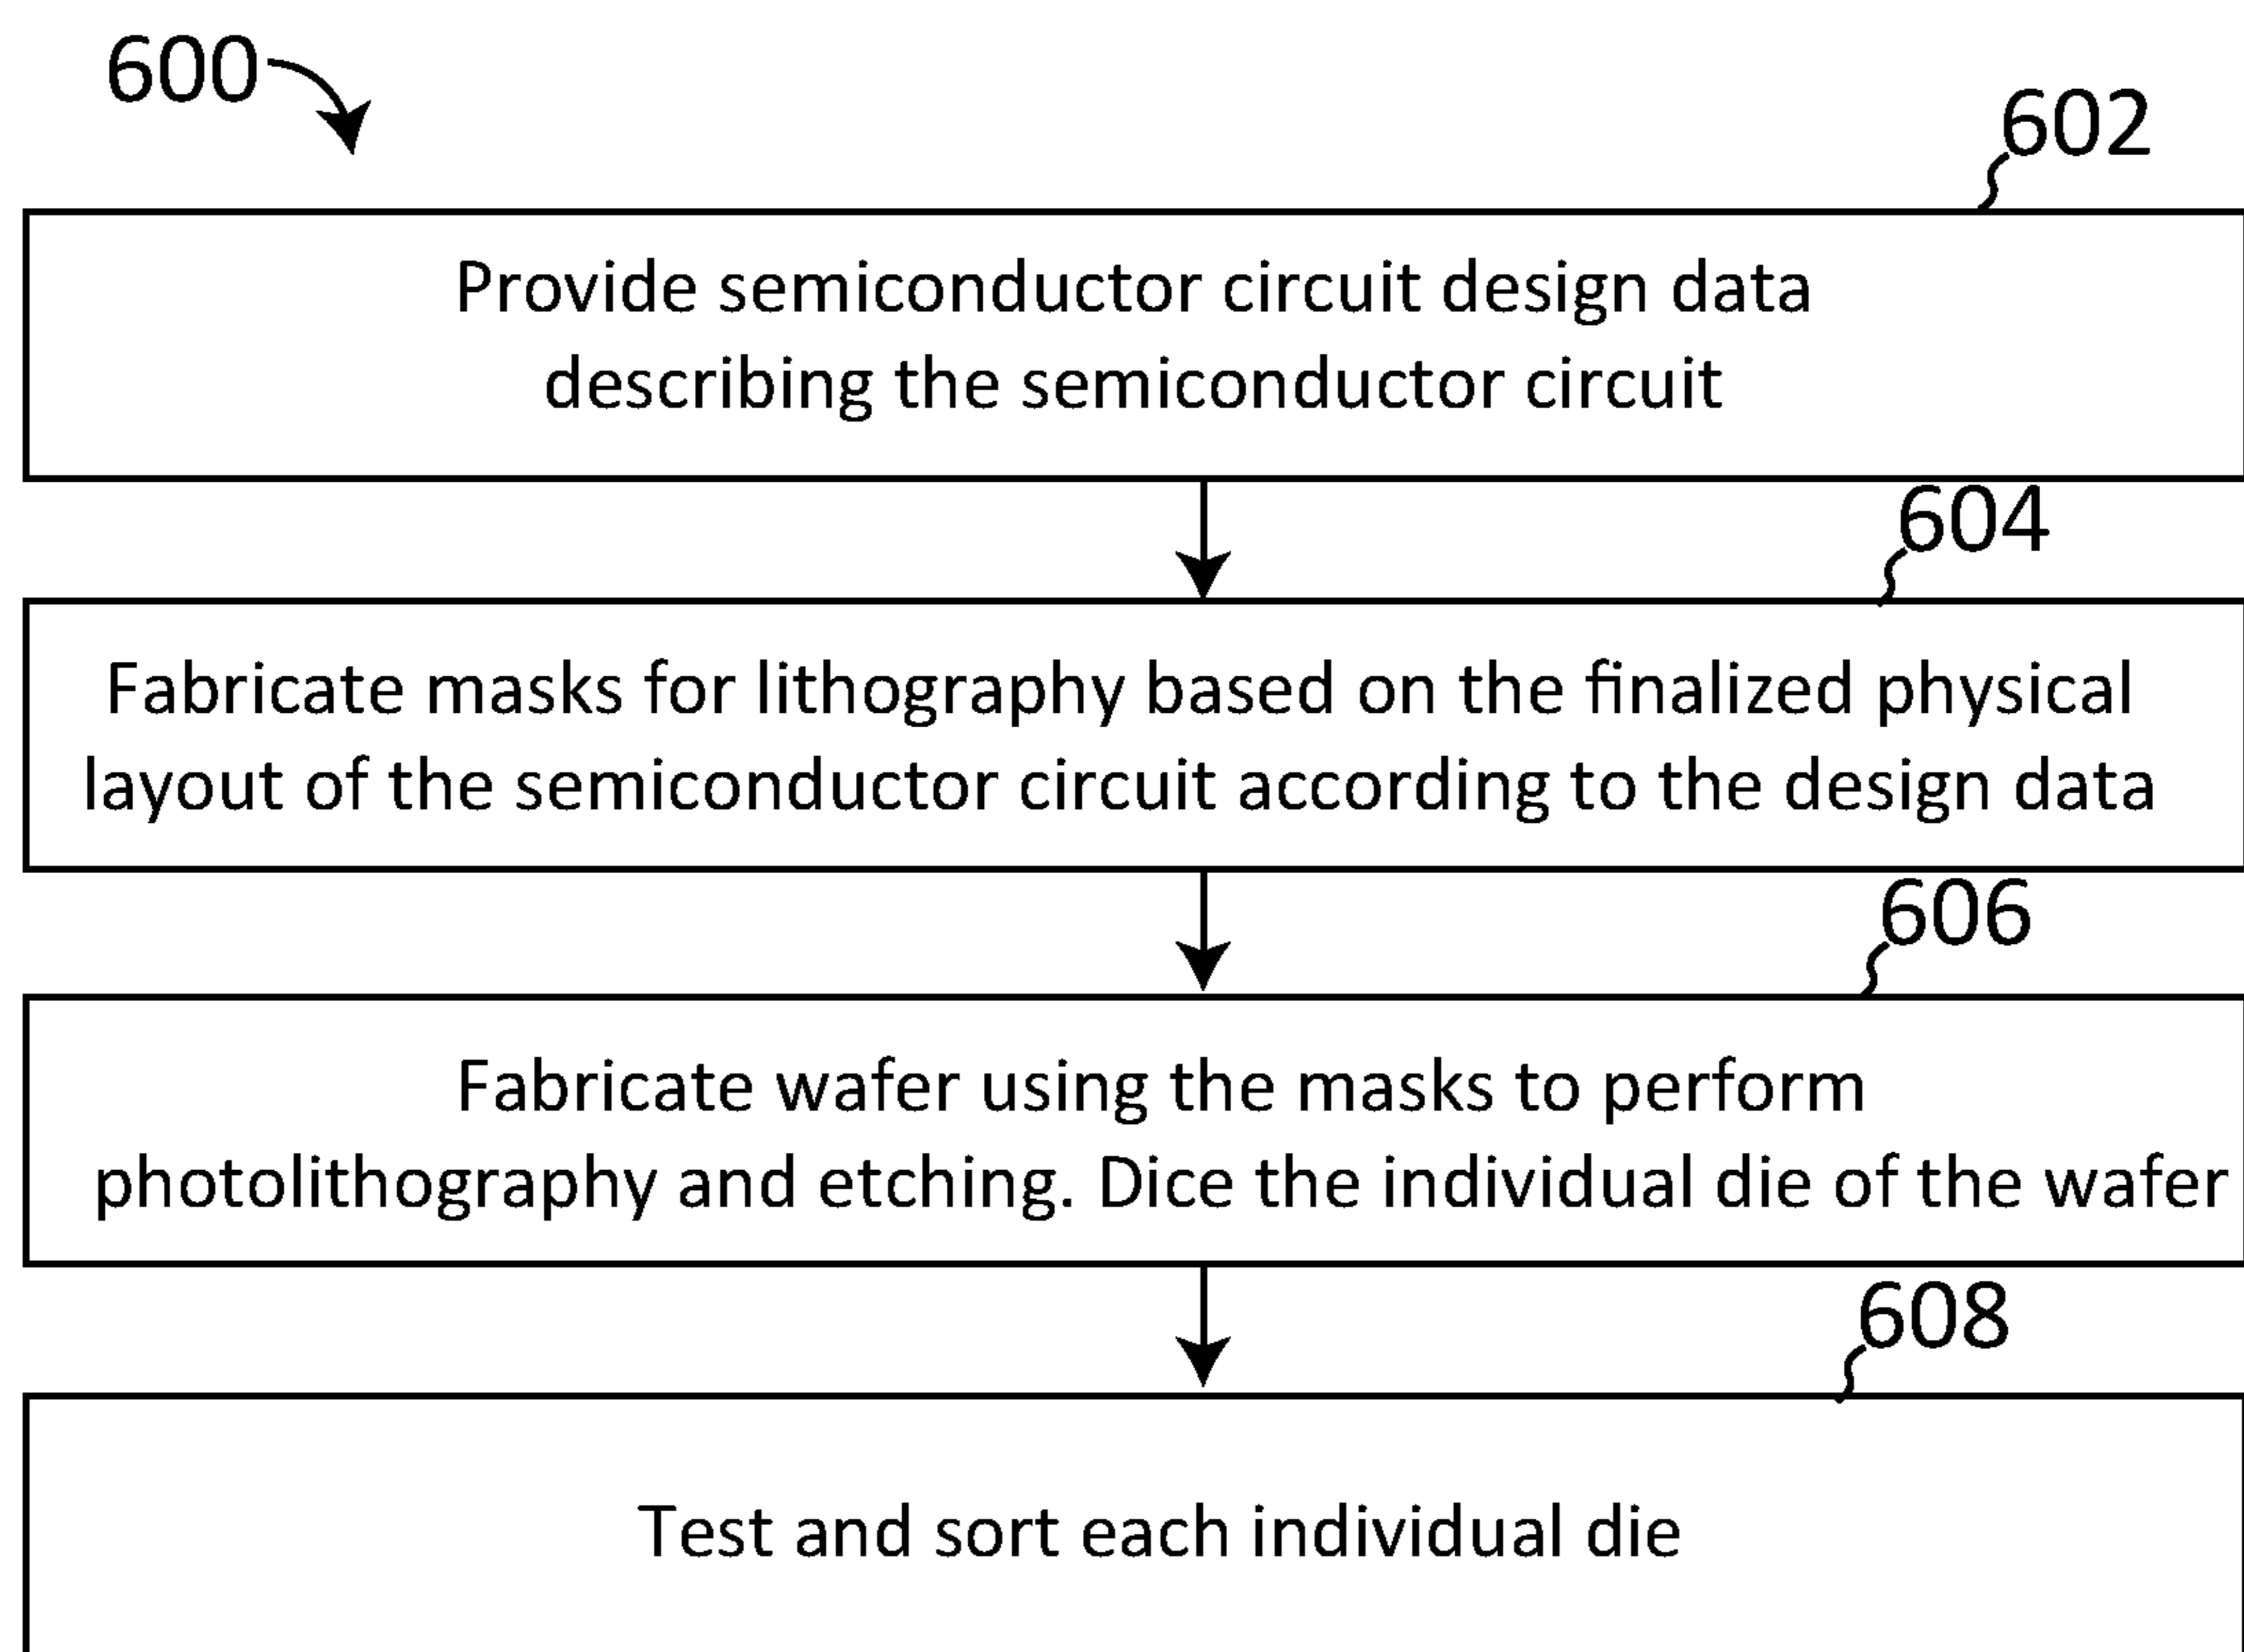 600
602
Provide semiconductor circuit design data
describing the semiconductor circuit
604
Fabricate masks for lithography based on the finalized physical
layout of the semiconductor circuit according to the design data
606
Fabricate wafer using the masks to perform
photolithography and etching. Dice the individual die of the wafer
608
Test and sort each individual die